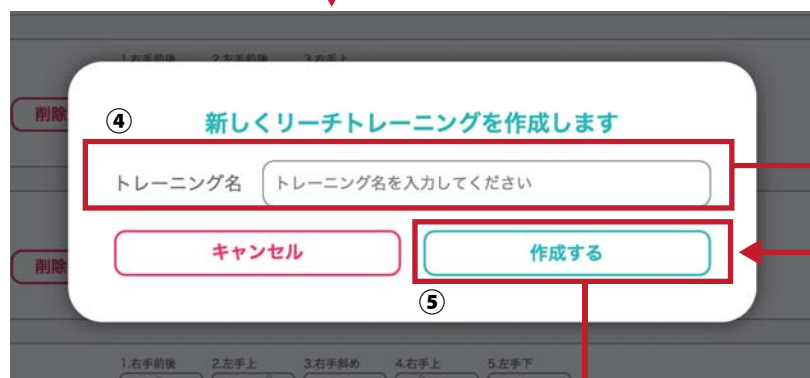 1.右手前後 2.左手前後 3.右手上
削除
④
新しくリーチトレーニングを作成します
トレーニング名 トレーニング名を入力してください
キャンセル 作成する
削除
⑤
1.右手前後 2.左手上 3.右手斜め 4.右手上 5.左手下